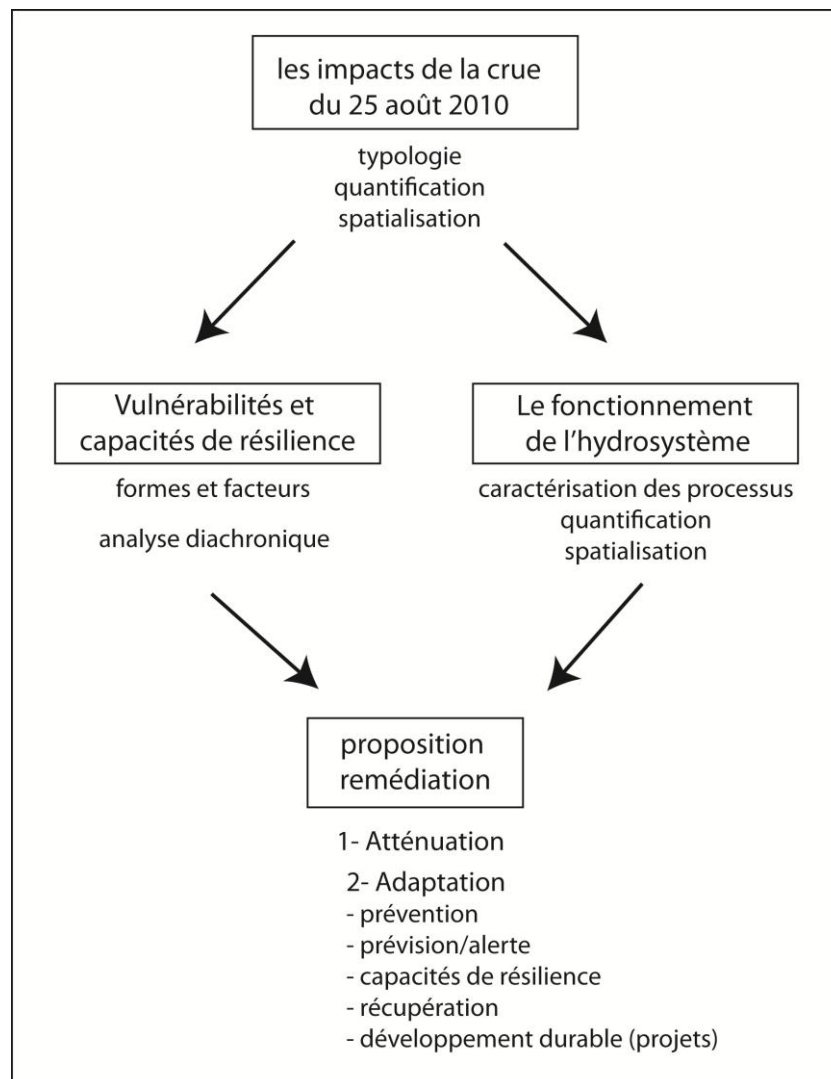 les impacts de la crue
du 25 août 2010
typologie
quantification
spatialisation
Vulnérabilités et
capacités de résilience
formes et facteurs
analyse diachronique
Le fonctionnement
de l'hydrosystème
caractérisation des processus
quantification
spatialisation
proposition
remédiation
1- Atténuation
2- Adaptation
- prévention
- prévision/alerte
- capacités de résilience
- récupération
- développement durable (projets)